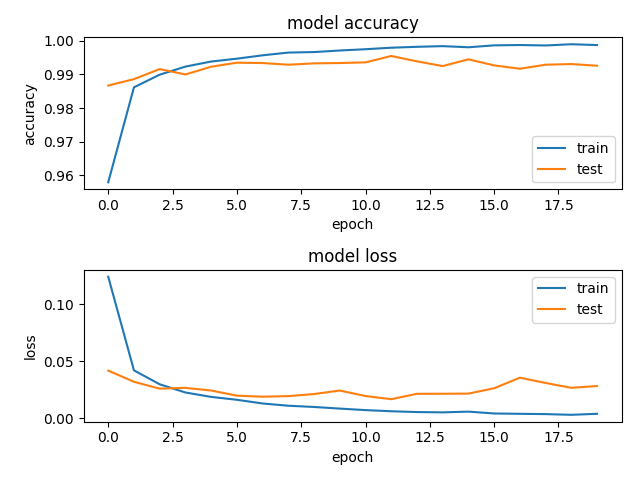 model accuracy
1.00
0.99
0.98
0.97
0.96
accuracy
train
test
0.0 2.5 5.0 7.5 10.0 12.5 15.0 17.5
epoch
model loss
0.10
0.05
0.00
loss
train
test
0.0 2.5 5.0 7.5 10.0 12.5 15.0 17.5
epoch